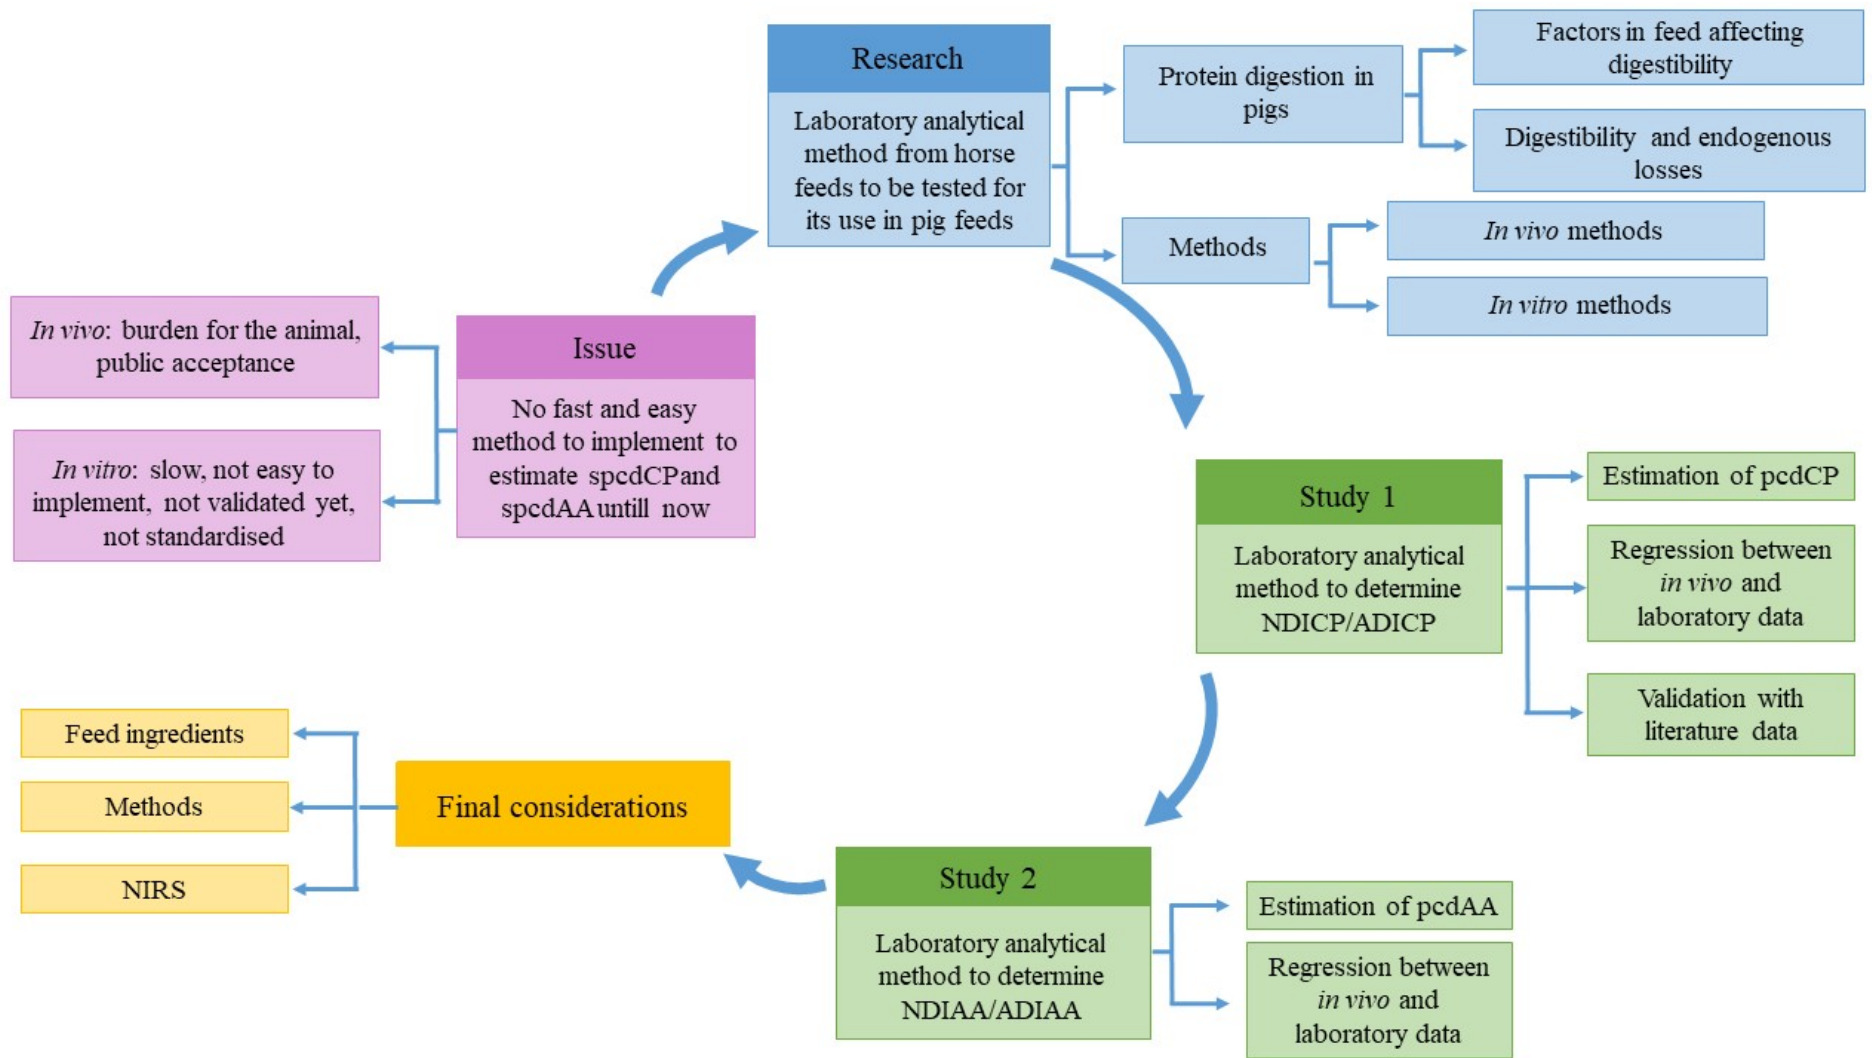 Research
Laboratory analytical
method from horse
feeds to be tested for
its use in pig feeds
Protein digestion in
pigs
Factors in feed affecting
digestibility
Digestibility and endogenous
losses
Methods
In vivo methods
In vitro methods
Issue
No fast and easy
method to implement to
estimate spcdCP and
spcdAA untill now
In vivo: burden for the animal,
public acceptance
In vitro: slow, not easy to
implement, not validated yet,
not standardised
Study 1
Laboratory analytical
method to determine
NDICP/ADICP
Estimation of pcdCP
Regression between
in vivo and
laboratory data
Validation with
literature data
Study 2
Laboratory analytical
method to determine
NDIAA/ADIAA
Estimation of pcdAA
Regression between
in vivo and
laboratory data
Final considerations
Feed ingredients
Methods
NIRS